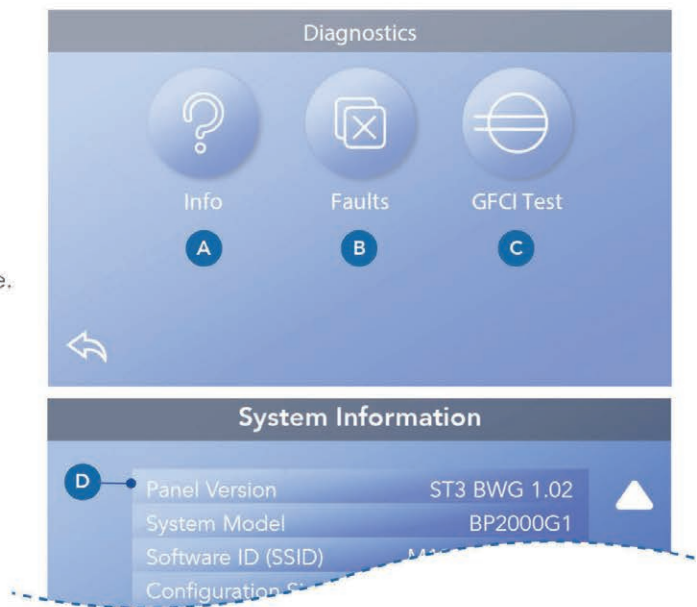 Diagnostics
Info Faults GFCI Test
A B C
e.
System Information
D Panel Version ST3 BWG 1.02
System Model BP2000G1
Software ID (SSID)
Configuration